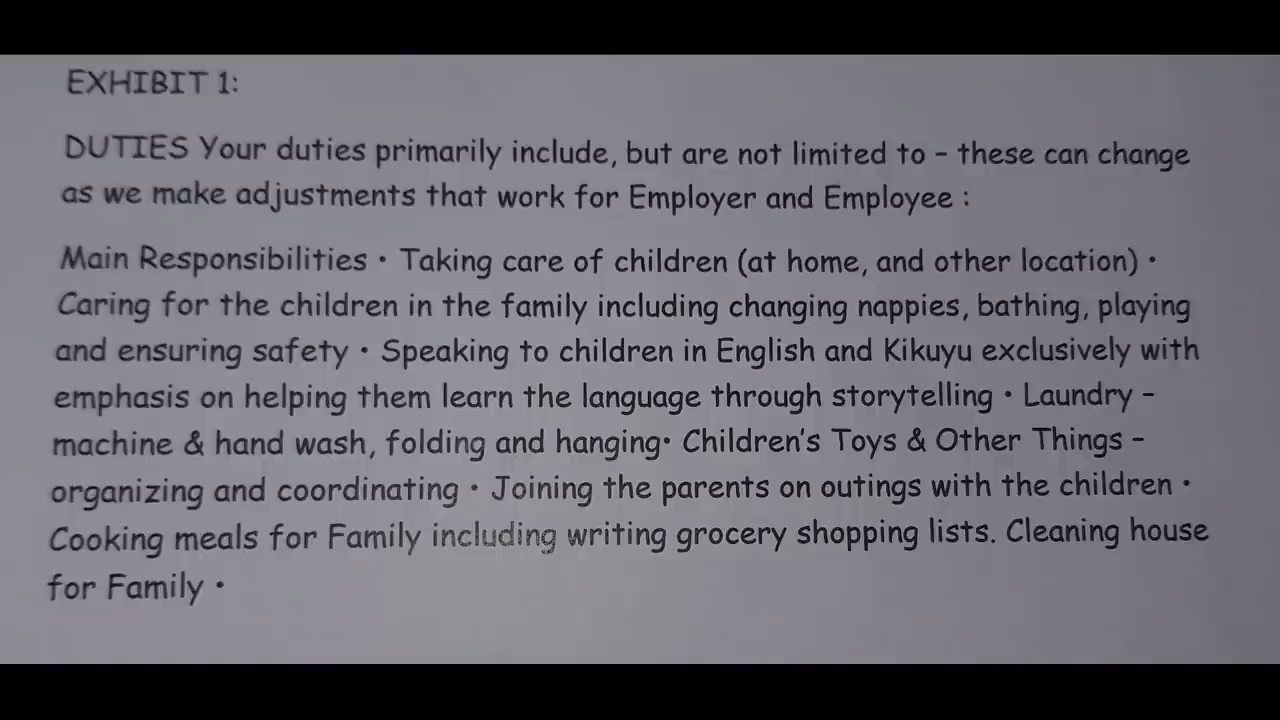 EXHIBIT 1:
DUTIES Your duties primarily include, but are not limited to – these can change
as we make adjustments that work for Employer and Employee :
Main Responsibilities • Taking care of children (at home, and other location) •
Caring for the children in the family including changing nappies, bathing, playing
and ensuring safety • Speaking to children in English and Kikuyu exclusively with
emphasis on helping them learn the language through storytelling • Laundry –
machine & hand wash, folding and hanging• Children's Toys & Other Things –
organizing and coordinating • Joining the parents on outings with the children •
Cooking meals for Family including writing grocery shopping lists. Cleaning house
for Family •